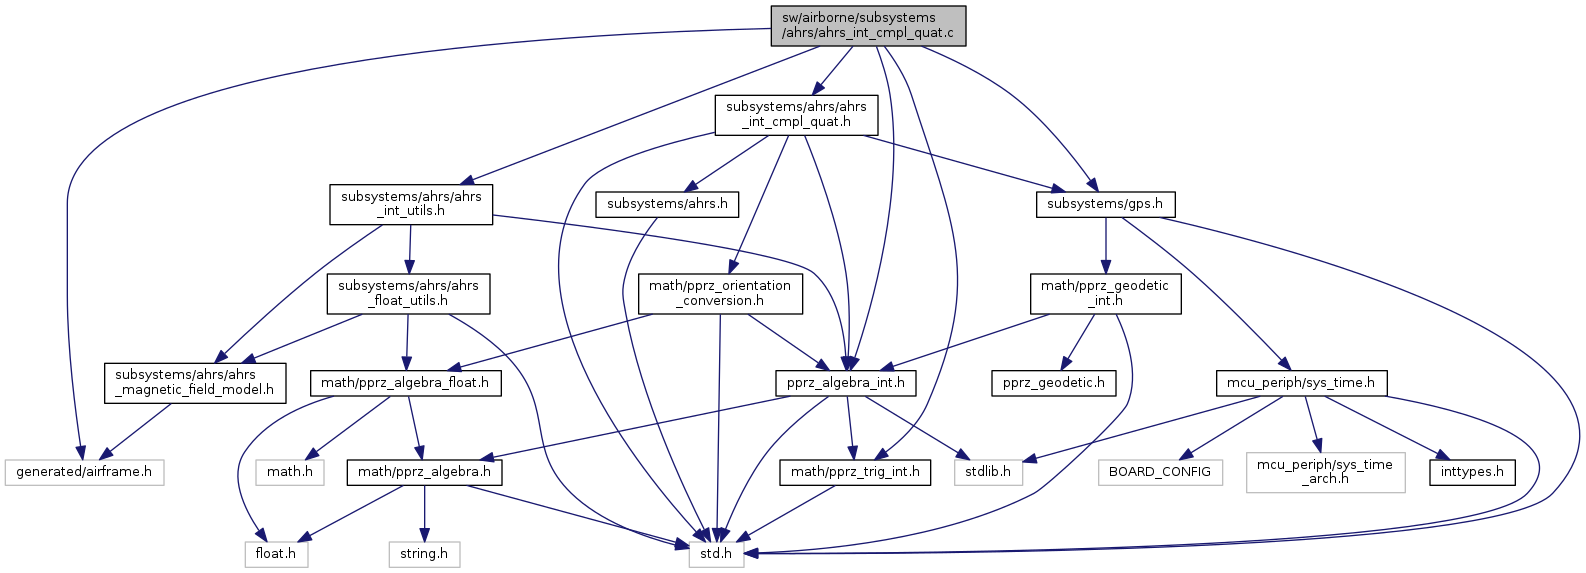 sw/airborne/subsystems
/ahrs/ahrs_int_cmpl_quat.c
subsystems/ahrs/ahrs
_int_cmpl_quat.h
subsystems/ahrs/ahrs
_int_utils.h
subsystems/ahrs.h
subsystems/gps.h
subsystems/ahrs/ahrs
_float_utils.h
math/pprz_orientation
_conversion.h
math/pprz_geodetic
_int.h
subsystems/ahrs/ahrs
_magnetic_field_model.h
math/pprz_algebra_float.h
pprz_algebra_int.h
pprz_geodetic.h
mcu_periph/sys_time.h
generated/airframe.h
math.h
math/pprz_algebra.h
math/pprz_trig_int.h
stdlib.h
BOARD_CONFIG
mcu_periph/sys_time
_arch.h
inttypes.h
float.h
string.h
std.h